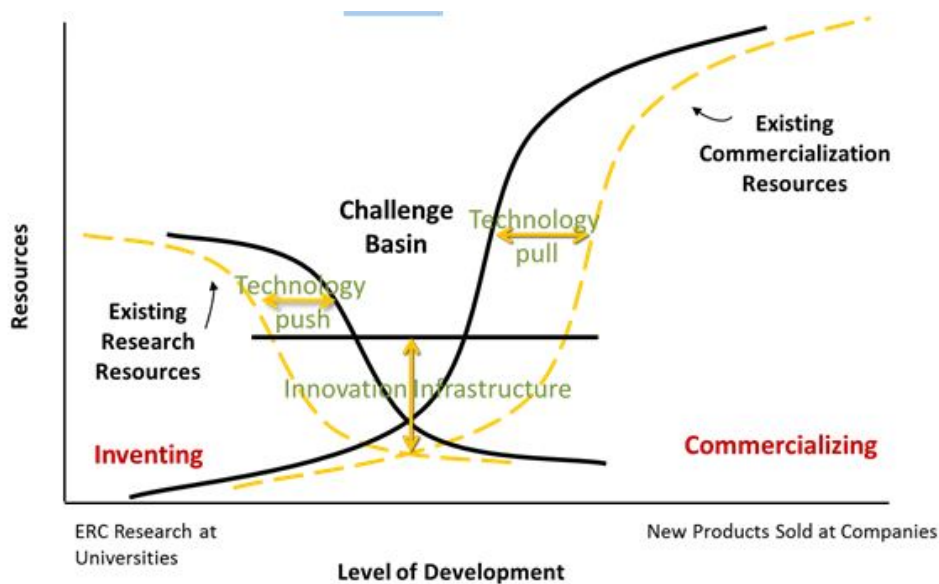 Existing
Commercialization
Resources
Challenge
Basin
Technology
pull
Resources
Technology
push
Existing
Research
Resources
Innovation Infrastructure
Inventing
Commercializing
ERC Research at
Universities
New Products Sold at Companies
Level of Development